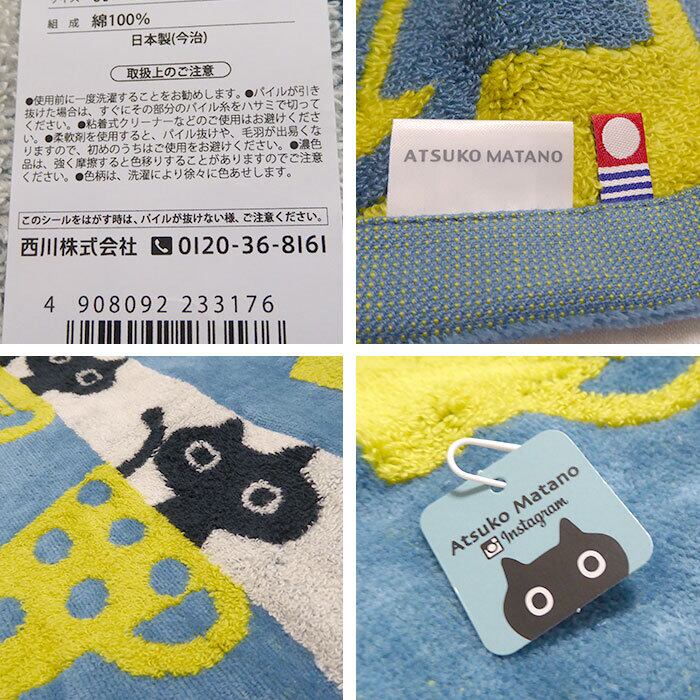 組成 綿100%
日本製(今治)
取扱上のご注意
●使用前に一度洗濯することをお勧めします。●パイルが引き
抜けた場合は、すぐにその部分のパイル糸をハサミで切って
ください。●粘着式クリーナーなどのご使用はお避けくださ
い。●柔軟剤を使用すると、パイル抜けや、毛羽が出易くな
りますので、初めのうちはご使用をお避けください。●濃色
品は、強く摩擦すると色移りすることがありますのでご注意
ください。●色柄は、洗濯により徐々に色あせします。
このシールをはがす時は、パイルが抜けない様、ご注意ください。
西川株式会社 0120-36-8161
4 908092 233176
ATSUKO MATANO
Atsuko Matano
Instagram